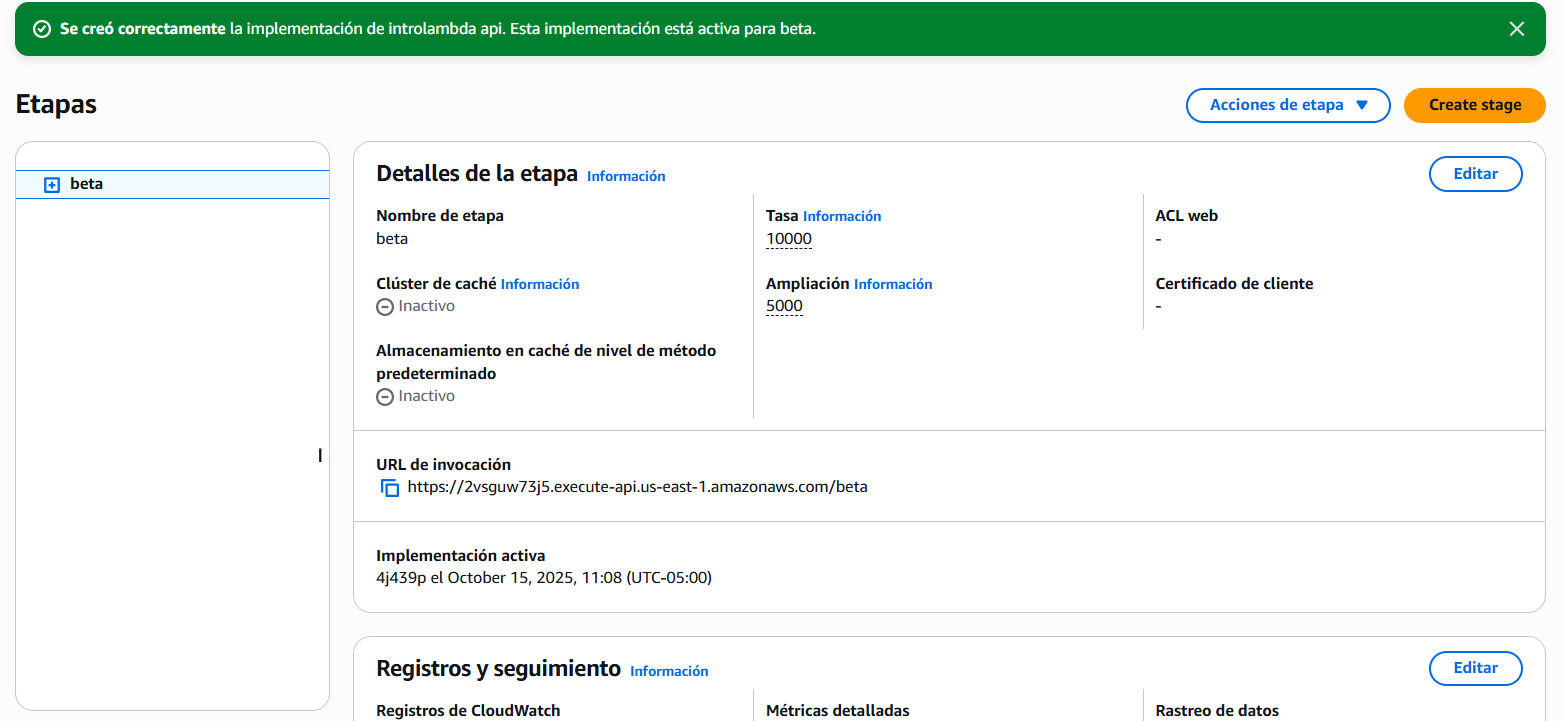 Se creó correctamente la implementación de introlambda api. Esta implementación está activa para beta.
Etapas
Acciones de etapa
Create stage
beta
Detalles de la etapa Información
Editar
Nombre de etapa
beta
Clúster de caché Información
Inactivo
Almacenamiento en caché de nivel de método
predeterminado
Inactivo
Tasa Información
10000
Ampliación Información
5000
ACL web
-
Certificado de cliente
-
URL de invocación
https://2vsguw73j5.execute-api.us-east-1.amazonaws.com/beta
Implementación activa
4j439p el October 15, 2025, 11:08 (UTC-05:00)
Registros y seguimiento Información
Editar
Registros de CloudWatch
Métricas detalladas
Rastreo de datos